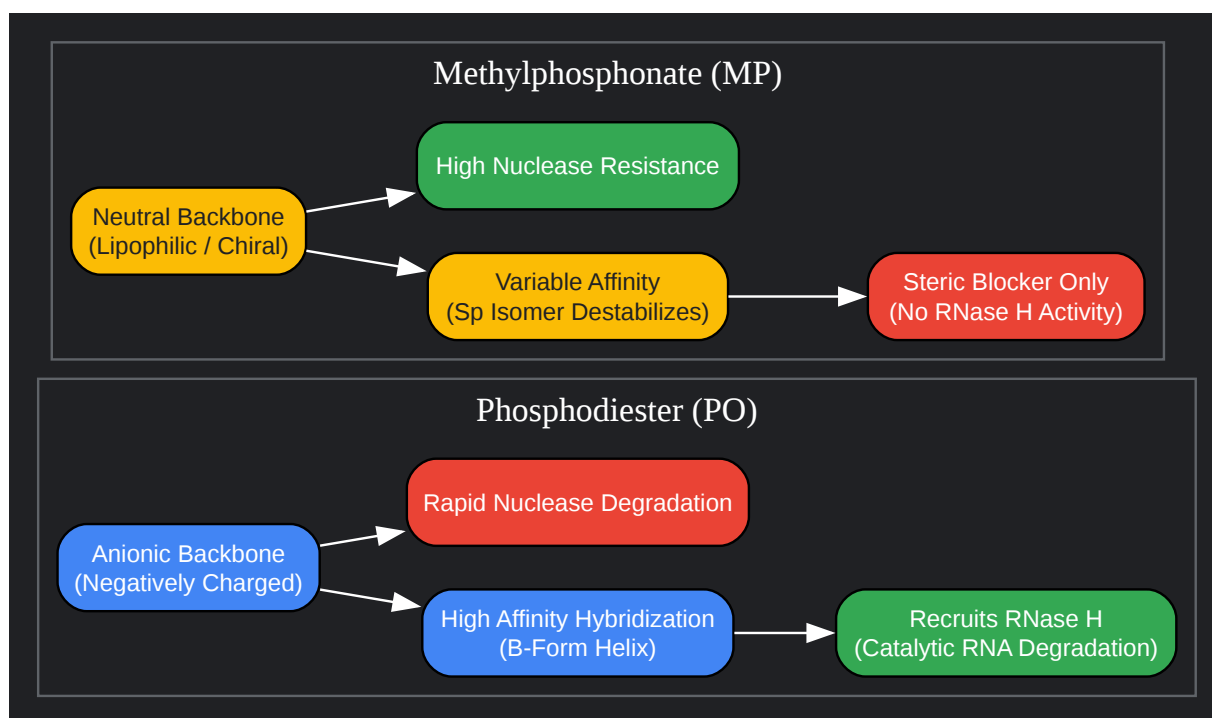 Methylphosphonate (MP)
High Nuclease Resistance
Neutral Backbone
(Lipophilic / Chiral)
Variable Affinity
(Sp Isomer Destabilizes)
Steric Blocker Only
(No RNase H Activity)
Phosphodiester (PO)
Rapid Nuclease Degradation
Anionic Backbone
(Negatively Charged)
High Affinity Hybridization
(B-Form Helix)
Recruits RNase H
(Catalytic RNA Degradation)